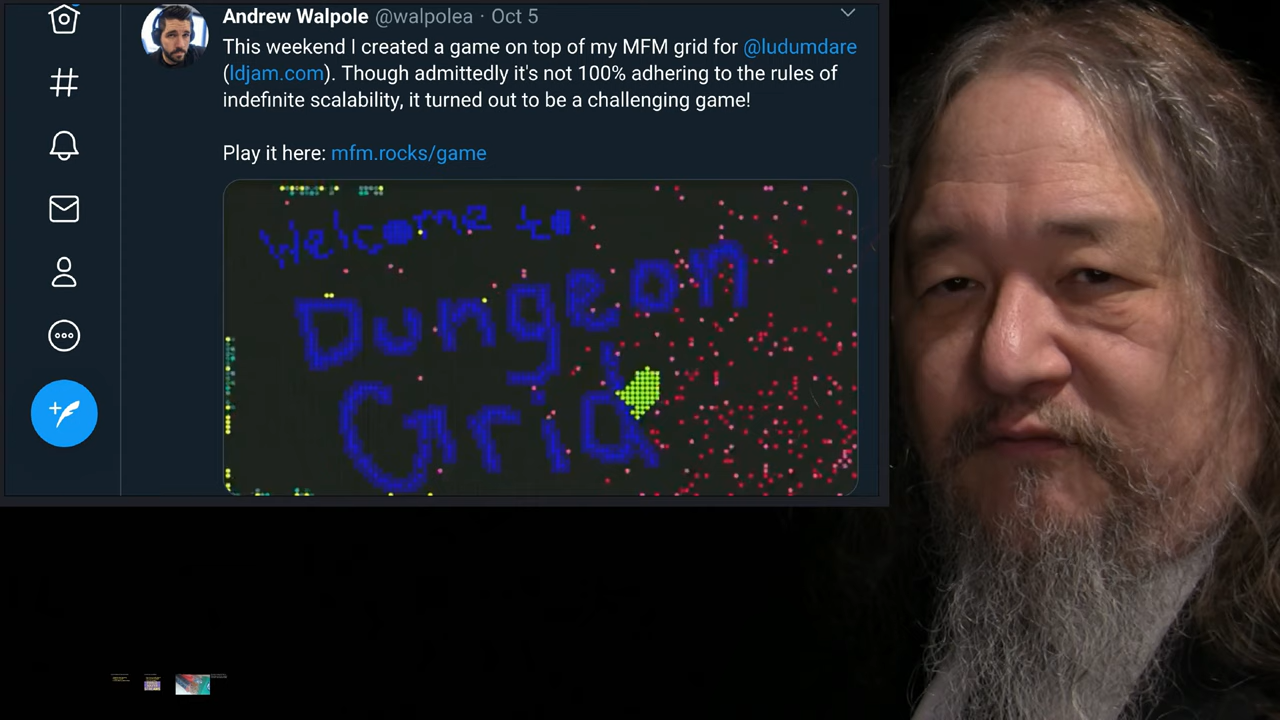 Andrew Walpole @walpolea · Oct 5
This weekend I created a game on top of my MFM grid for @ludumdare
(ldjam.com). Though admittedly it's not 100% adhering to the rules of
indefinite scalability, it turned out to be a challenging game!
Play it here: mfm.rocks/game
Welcome to
Dungeon
Grid